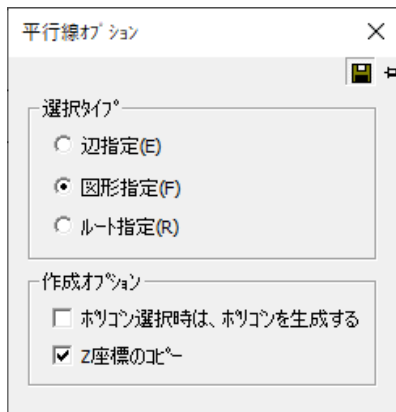 平行線ｵﾌﾟｼｮﾝ
選択ﾀｲﾌﾟ
辺指定(E)
図形指定(F)
ﾙｰﾄ指定(R)
作成ｵﾌﾟｼｮﾝ
ﾎﾟﾘｺﾞﾝ選択時は、ﾎﾟﾘｺﾞﾝを生成する
Z座標のｺﾋﾟｰ